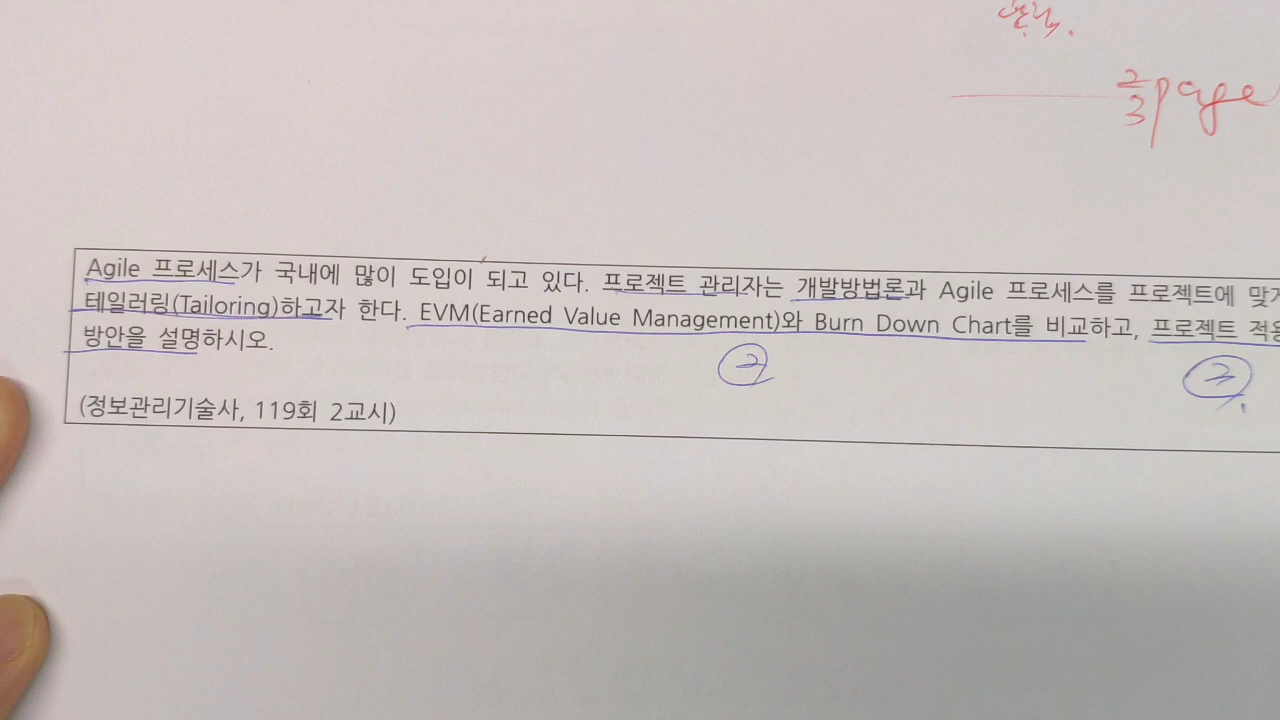 2/3 page
Agile 프로세스가 국내에 많이 도입이 되고 있다. 프로젝트 관리자는 개발방법론과 Agile 프로세스를 프로젝트에 맞게
테일러링(Tailoring)하고자 한다. EVM(Earned Value Management)와 Burn Down Chart를 비교하고, 프로젝트 적용
방안을 설명하시오.
②
③
(정보관리기술사, 119회 2교시)